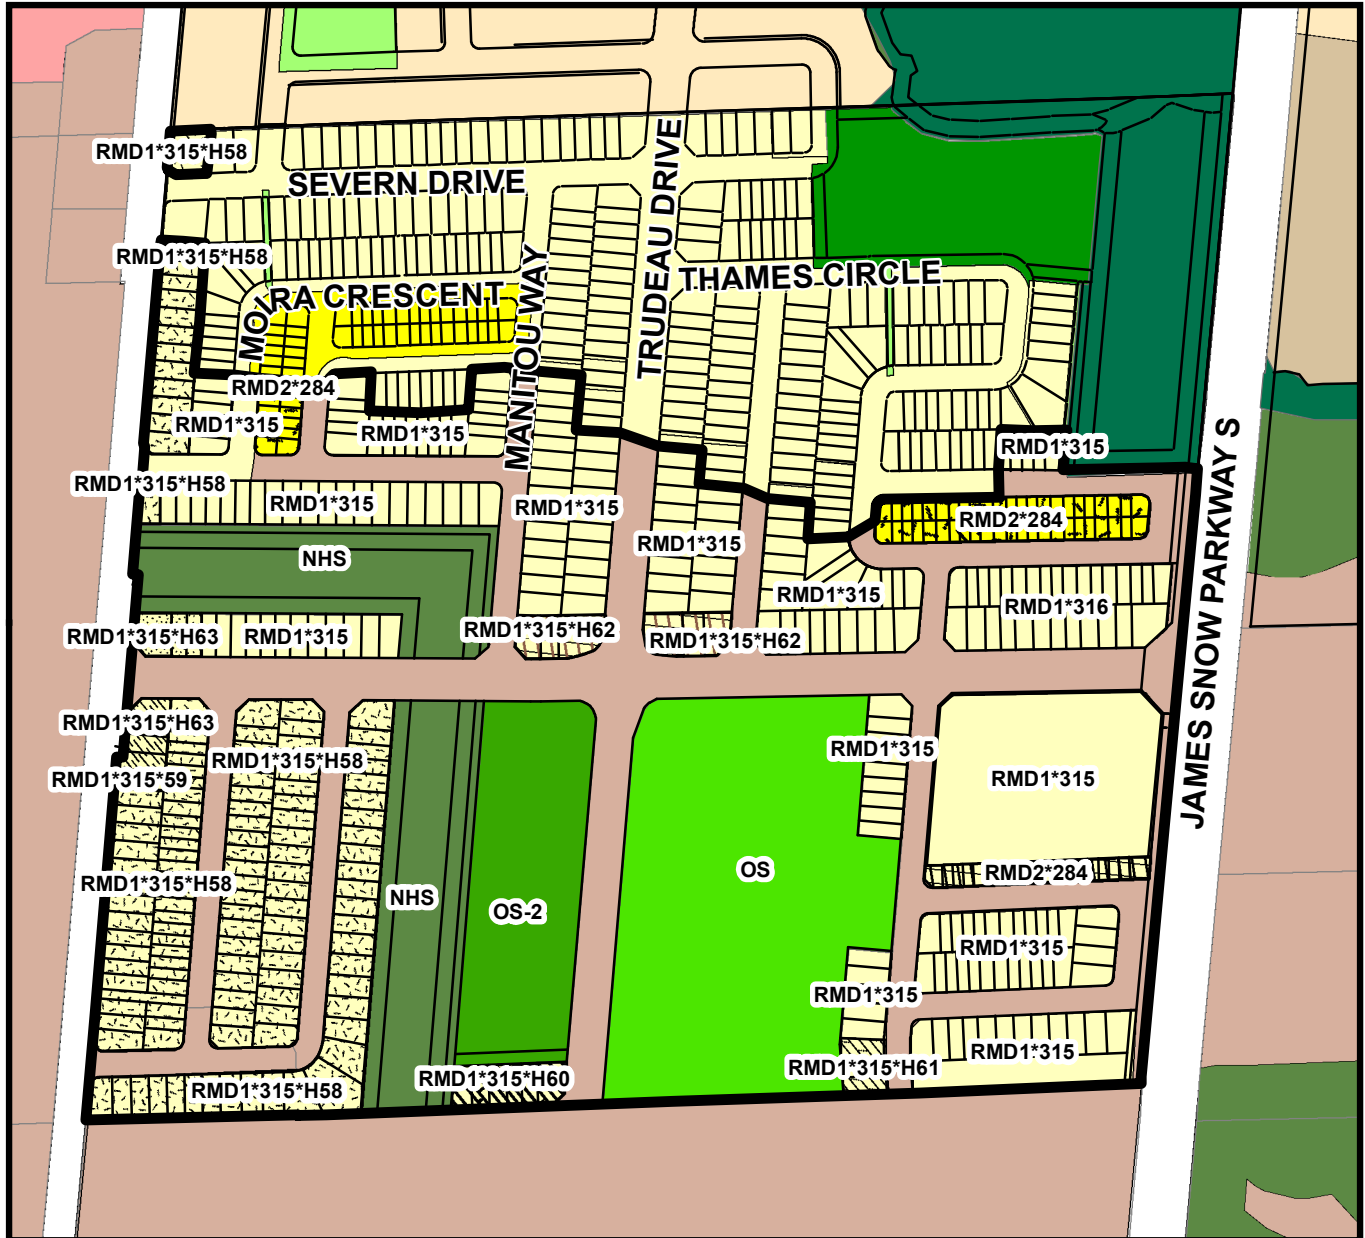 RMD1*315*H58
SEVERN DRIVE
TRUDEAU DRIVE
RMD1*315*H58
THAMES CIRCLE
MOIRA CRESCENT
MANITOU WAY
RMD2*284
RMD1*315
RMD1*315
RMD1*315
JAMES SNOW PARKWAY S
RMD1*315*H58
RMD1*315
RMD1*315
RMD2*284
RMD1*315
NHS
RMD1*315
RMD1*316
RMD1*315*H63
RMD1*315
RMD1*315*H62
RMD1*315*H62
RMD1*315*H63
RMD1*315
RMD1*315*H58
RMD1*315*59
RMD1*315
OS
RMD2*284
RMD1*315*H58
NHS
OS-2
RMD1*315
RMD1*315
RMD1*315
RMD1*315*H61
RMD1*315*H60
RMD1*315*H58